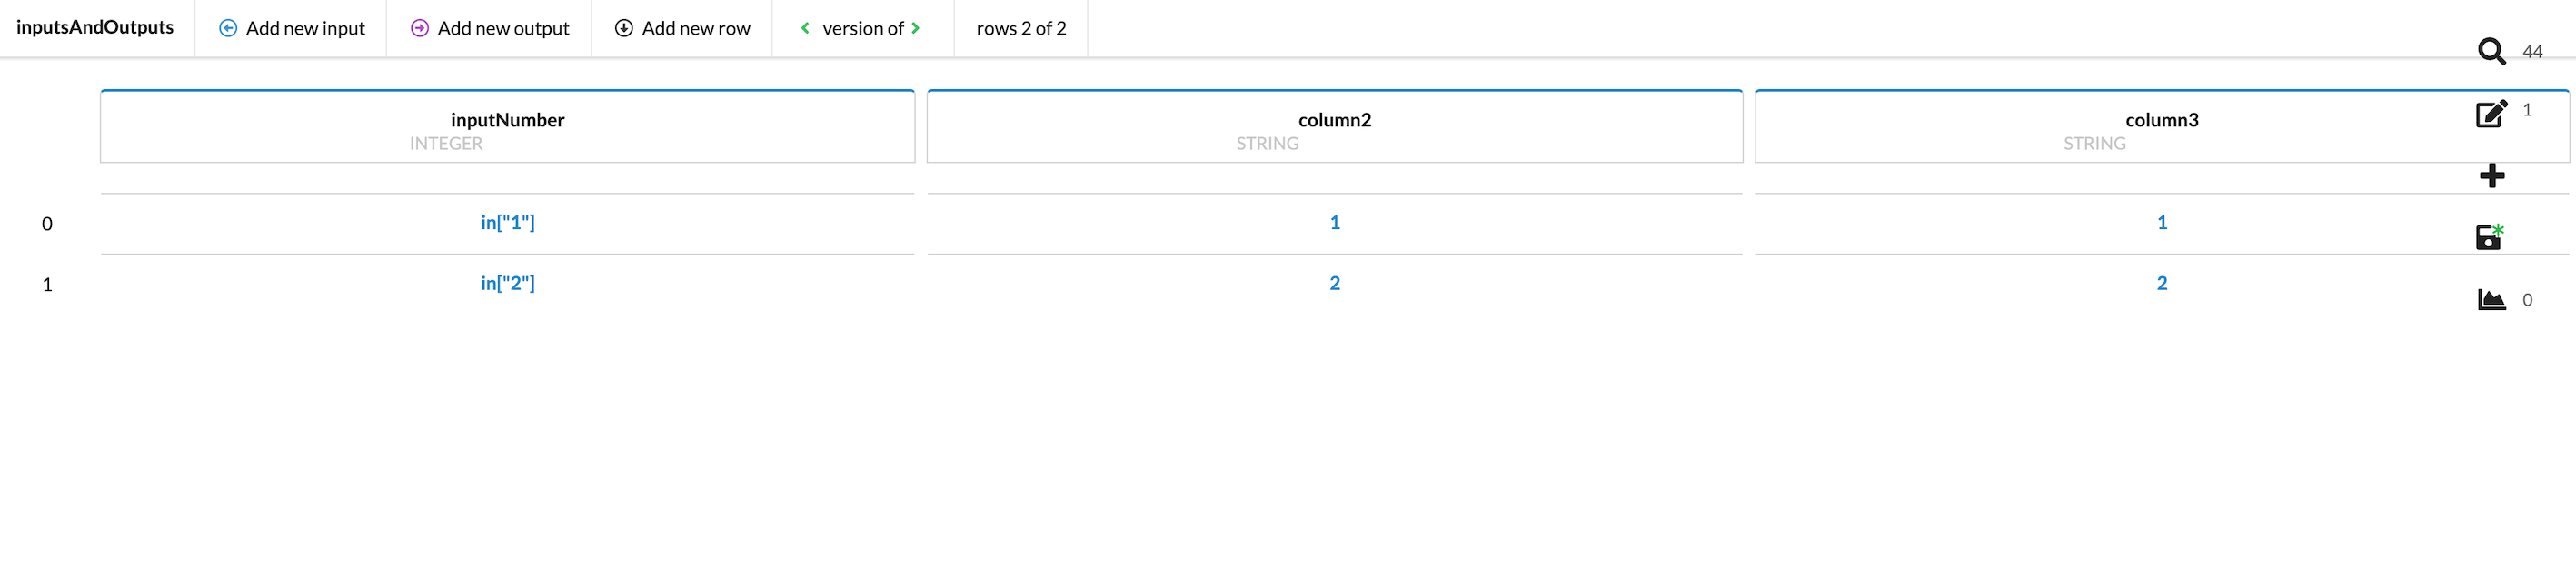 inputsAndOutputs Add new input Add new output Add new row version of rows 2 of 2
44
inputNumber column2 column3
1
INTEGER STRING STRING
0 in["1"] 1 1
1 in["2"] 2 2
0